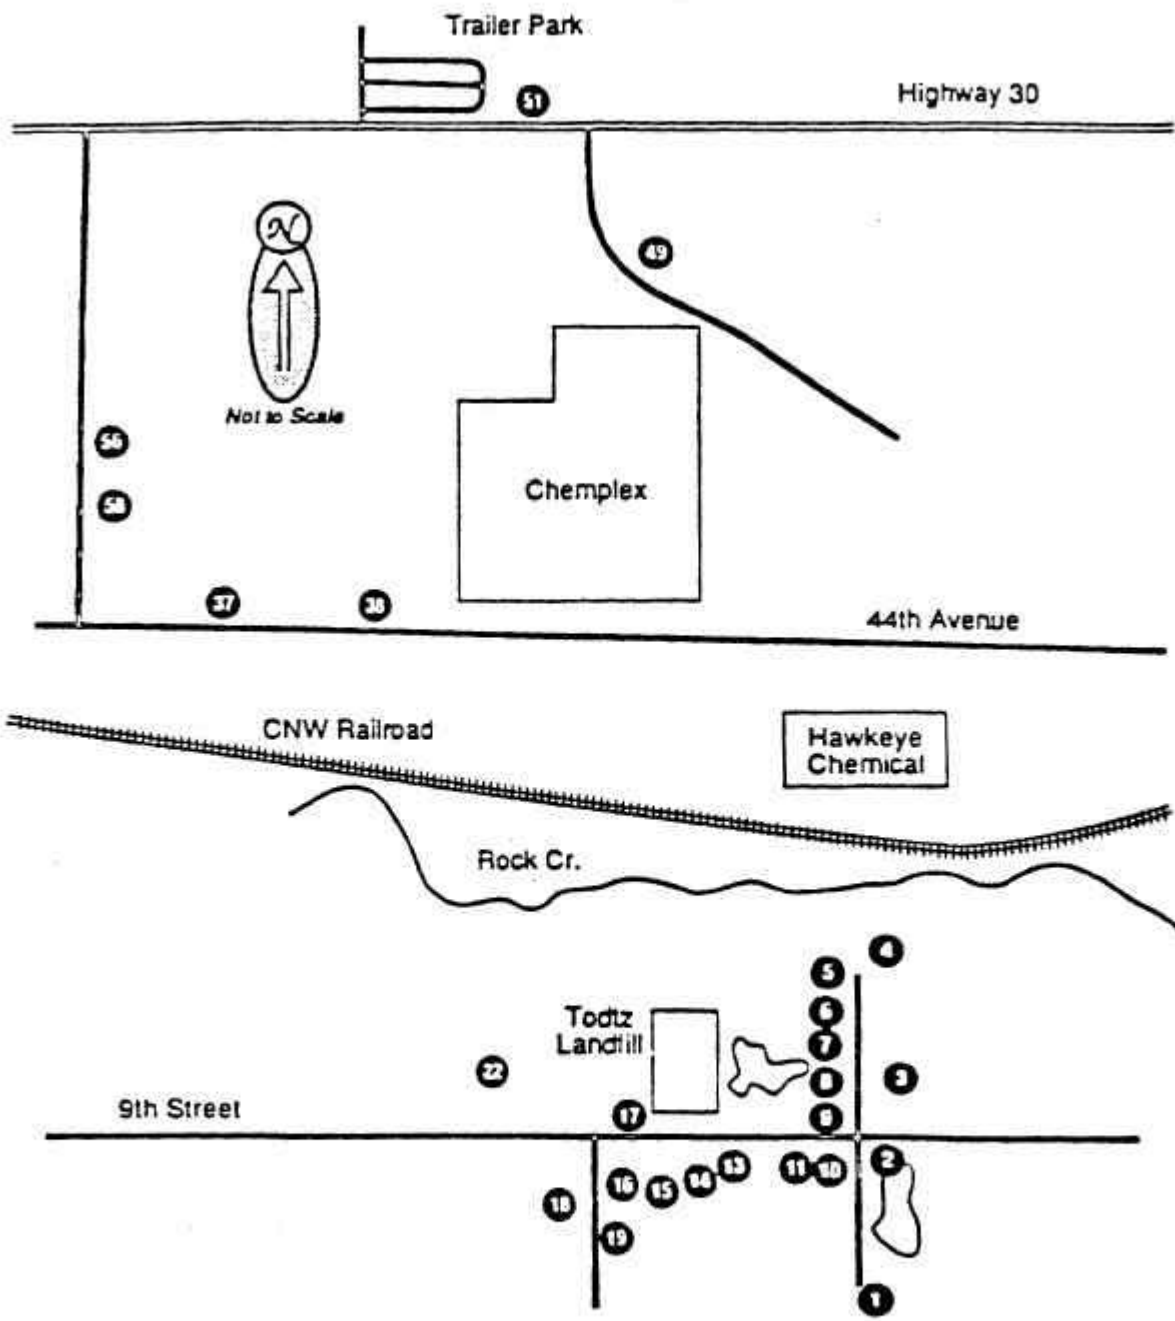 Trailer Park
51
Highway 30
N
49
Not to Scale
56
58
Chemplex
37
38
44th Avenue
CNW Railroad
Hawkeye
Chemical
Rock Cr.
4
5
6
7
8
9
3
Todtz
Landfill
22
17
9th Street
2
10
11
13
14
15
16
18
19
1